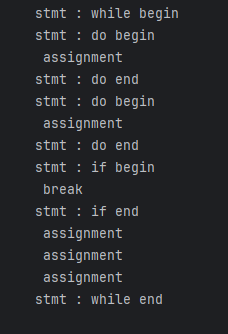 stmt : while begin
stmt : do begin
assignment
stmt : do end
stmt : do begin
assignment
stmt : do end
stmt : if begin
break
stmt : if end
assignment
assignment
assignment
stmt : while end